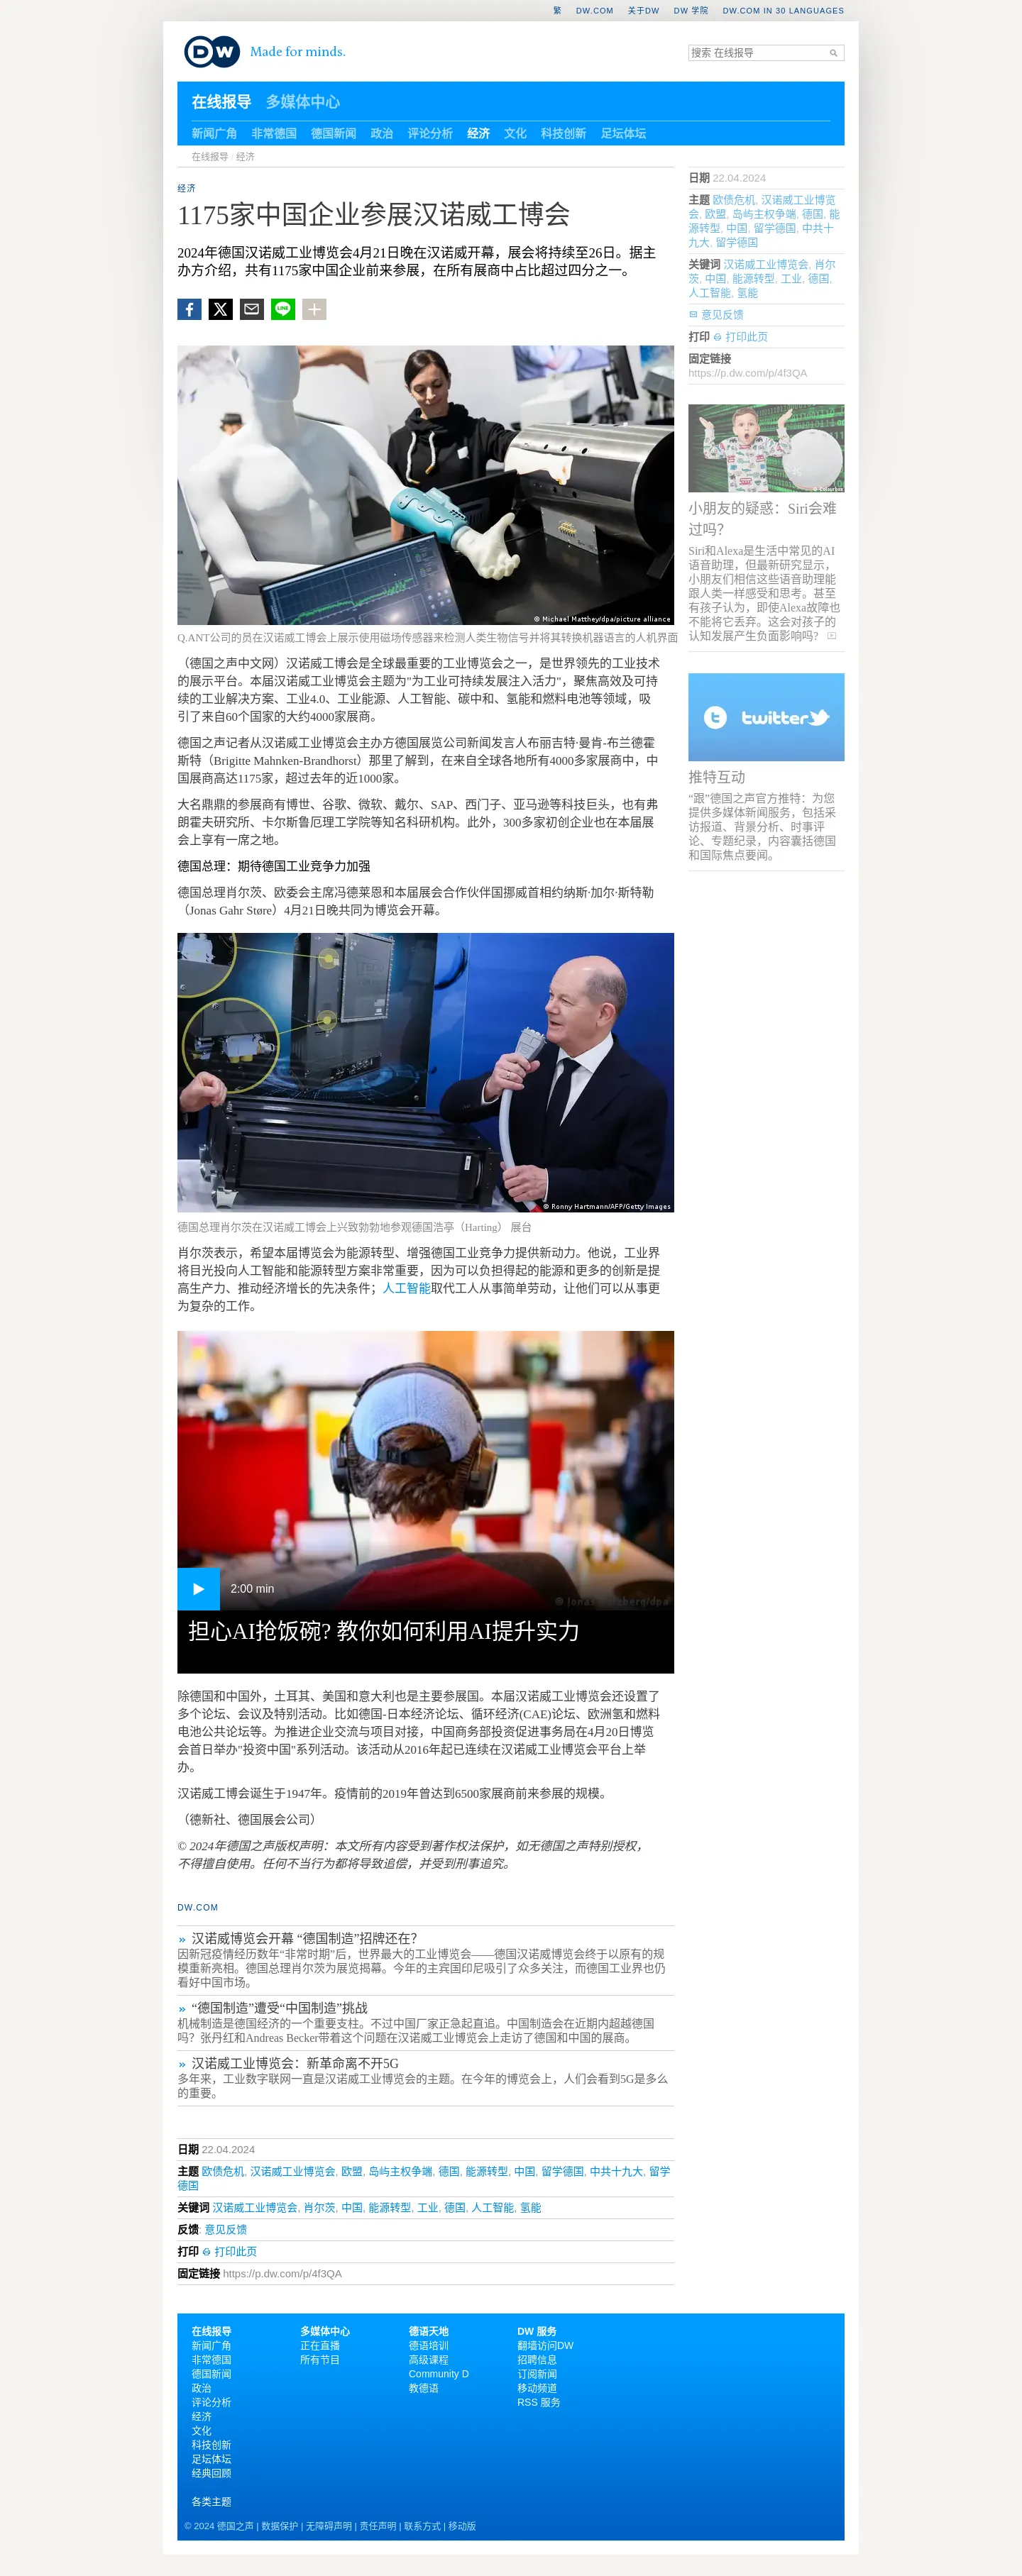 繁 DW.COM 关于DW DW 学院 DW.COM IN 30 LANGUAGES
DW Made for minds.
搜索 在线报导
在线报导 多媒体中心
新闻广角 非常德国 德国新闻 政治 评论分析 经济 文化 科技创新 足坛体坛
在线报导 / 经济
经济
1175家中国企业参展汉诺威工博会
2024年德国汉诺威工业博览会4月21日晚在汉诺威开幕，展会将持续至26日。据主
办方介绍，共有1175家中国企业前来参展，在所有展商中占比超过四分之一。
LINE
© Michael Matthey/dpa/picture alliance
Q.ANT公司的员在汉诺威工博会上展示使用磁场传感器来检测人类生物信号并将其转换机器语言的人机界面
（德国之声中文网）汉诺威工博会是全球最重要的工业博览会之一，是世界领先的工业技术
的展示平台。本届汉诺威工业博览会主题为"为工业可持续发展注入活力"，聚焦高效及可持
续的工业解决方案、工业4.0、工业能源、人工智能、碳中和、氢能和燃料电池等领域，吸
引了来自60个国家的大约4000家展商。
德国之声记者从汉诺威工业博览会主办方德国展览公司新闻发言人布丽吉特·曼肯-布兰德霍
斯特（Brigitte Mahnken-Brandhorst）那里了解到，在来自全球各地所有4000多家展商中，中
国展商高达1175家，超过去年的近1000家。
大名鼎鼎的参展商有博世、谷歌、微软、戴尔、SAP、西门子、亚马逊等科技巨头，也有弗
朗霍夫研究所、卡尔斯鲁厄理工学院等知名科研机构。此外，300多家初创企业也在本届展
会上享有一席之地。
德国总理：期待德国工业竞争力加强
德国总理肖尔茨、欧委会主席冯德莱恩和本届展会合作伙伴国挪威首相约纳斯·加尔·斯特勒
（Jonas Gahr Støre）4月21日晚共同为博览会开幕。
© Ronny Hartmann/AFP/Getty Images
德国总理肖尔茨在汉诺威工博会上兴致勃勃地参观德国浩亭（Harting） 展台
肖尔茨表示，希望本届博览会为能源转型、增强德国工业竞争力提供新动力。他说，工业界
将目光投向人工智能和能源转型方案非常重要，因为可以负担得起的能源和更多的创新是提
高生产力、推动经济增长的先决条件；人工智能取代工人从事简单劳动，让他们可以从事更
为复杂的工作。
2:00 min
担心AI抢饭碗? 教你如何利用AI提升实力
除德国和中国外，土耳其、美国和意大利也是主要参展国。本届汉诺威工业博览会还设置了
多个论坛、会议及特别活动。比如德国-日本经济论坛、循环经济(CAE)论坛、欧洲氢和燃料
电池公共论坛等。为推进企业交流与项目对接，中国商务部投资促进事务局在4月20日博览
会首日举办"投资中国"系列活动。该活动从2016年起已连续在汉诺威工业博览会平台上举
办。
汉诺威工博会诞生于1947年。疫情前的2019年曾达到6500家展商前来参展的规模。
（德新社、德国展会公司）
© 2024年德国之声版权声明：本文所有内容受到著作权法保护，如无德国之声特别授权，
不得擅自使用。任何不当行为都将导致追偿，并受到刑事追究。
DW.COM
» 汉诺威博览会开幕 “德国制造”招牌还在？
因新冠疫情经历数年“非常时期”后，世界最大的工业博览会——德国汉诺威博览会终于以原有的规
模重新亮相。德国总理肖尔茨为展览揭幕。今年的主宾国印尼吸引了众多关注，而德国工业界也仍
看好中国市场。
» “德国制造”遭受“中国制造”挑战
机械制造是德国经济的一个重要支柱。不过中国厂家正急起直追。中国制造会在近期内超越德国
吗？张丹红和Andreas Becker带着这个问题在汉诺威工业博览会上走访了德国和中国的展商。
» 汉诺威工业博览会：新革命离不开5G
多年来，工业数字联网一直是汉诺威工业博览会的主题。在今年的博览会上，人们会看到5G是多么
的重要。
日期 22.04.2024
主题 欧债危机, 汉诺威工业博览会, 欧盟, 岛屿主权争端, 德国, 能源转型, 中国, 留学德国, 中共十九大, 留学
德国
关键词 汉诺威工业博览会, 肖尔茨, 中国, 能源转型, 工业, 德国, 人工智能, 氢能
反馈: 意见反馈
打印 打印此页
固定链接 https://p.dw.com/p/4f3QA
日期 22.04.2024
主题 欧债危机, 汉诺威工业博览
会, 欧盟, 岛屿主权争端, 德国, 能
源转型, 中国, 留学德国, 中共十
九大, 留学德国
关键词 汉诺威工业博览会, 肖尔
茨, 中国, 能源转型, 工业, 德国,
人工智能, 氢能
意见反馈
打印 打印此页
固定链接
https://p.dw.com/p/4f3QA
© Colourbox
小朋友的疑惑：Siri会难
过吗？
Siri和Alexa是生活中常见的AI
语音助理，但最新研究显示，
小朋友们相信这些语音助理能
跟人类一样感受和思考。甚至
有孩子认为，即使Alexa故障也
不能将它丢弃。这会对孩子的
认知发展产生负面影响吗?
twitter
推特互动
“跟”德国之声官方推特：为您
提供多媒体新闻服务，包括采
访报道、背景分析、时事评
论、专题纪录，内容囊括德国
和国际焦点要闻。
在线报导
新闻广角
非常德国
德国新闻
政治
评论分析
经济
文化
科技创新
足坛体坛
经典回顾
各类主题
多媒体中心
正在直播
所有节目
德语天地
德语培训
高级课程
Community D
教德语
DW 服务
翻墙访问DW
招聘信息
订阅新闻
移动频道
RSS 服务
© 2024 德国之声 | 数据保护 | 无障碍声明 | 责任声明 | 联系方式 | 移动版